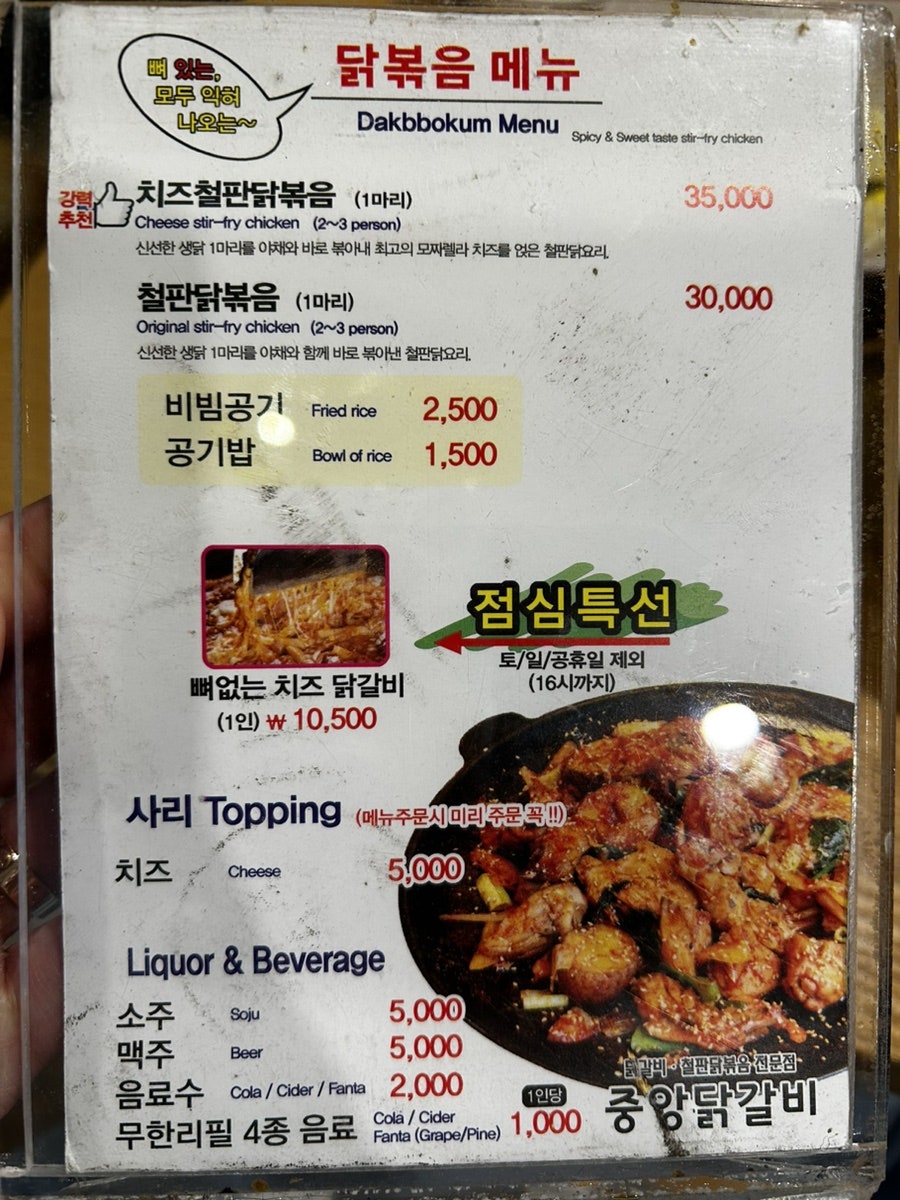 뼈 있는,
모두 익혀
나오는~
닭볶음 메뉴
Dakbbokum Menu
Spicy & Sweet taste stir-fry chicken
강력
추천
치즈철판닭볶음 (1마리) 35,000
Cheese stir-fry chicken (2~3 person)
신선한 생닭 1마리를 야채와 바로 볶아내 최고의 모짜렐라 치즈를 얹은 철판닭요리.
철판닭볶음 (1마리) 30,000
Original stir-fry chicken (2~3 person)
신선한 생닭 1마리를 야채와 함께 바로 볶아낸 철판닭요리.
비빔공기 Fried rice 2,500
공기밥 Bowl of rice 1,500
점심특선
토/일/공휴일 제외
(16시까지)
뼈없는 치즈 닭갈비
(1인) ₩ 10,500
사리 Topping (메뉴주문시 미리 주문 꼭 !!)
치즈 Cheese 5,000
Liquor & Beverage
소주 Soju 5,000
맥주 Beer 5,000
음료수 Cola / Cider / Fanta 2,000
무한리필 4종 음료 Cola / Cider
Fanta (Grape/Pine) 1인당 1,000
닭갈비 · 철판닭볶음 전문점
중앙닭갈비